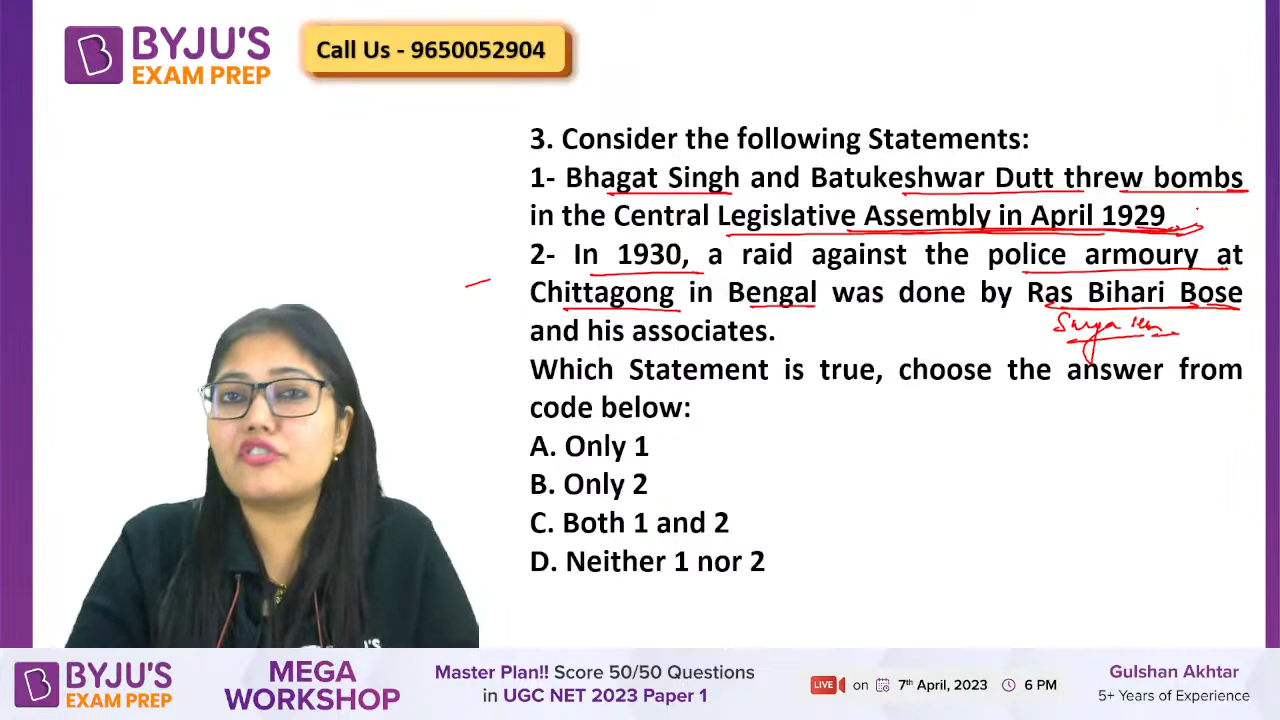 BYJU'S
EXAM PREP
Call Us - 9650052904
3. Consider the following Statements:
1- Bhagat Singh and Batukeshwar Dutt threw bombs
in the Central Legislative Assembly in April 1929
2- In 1930, a raid against the police armoury at
Chittagong in Bengal was done by Ras Bihari Bose
Surya sen
and his associates.
Which Statement is true, choose the answer from
code below:
A. Only 1
B. Only 2
C. Both 1 and 2
D. Neither 1 nor 2
BYJU'S
EXAM PREP
MEGA
WORKSHOP
Master Plan!! Score 50/50 Questions
in UGC NET 2023 Paper 1
LIVE on 7th April, 2023 6 PM
Gulshan Akhtar
5+ Years of Experience